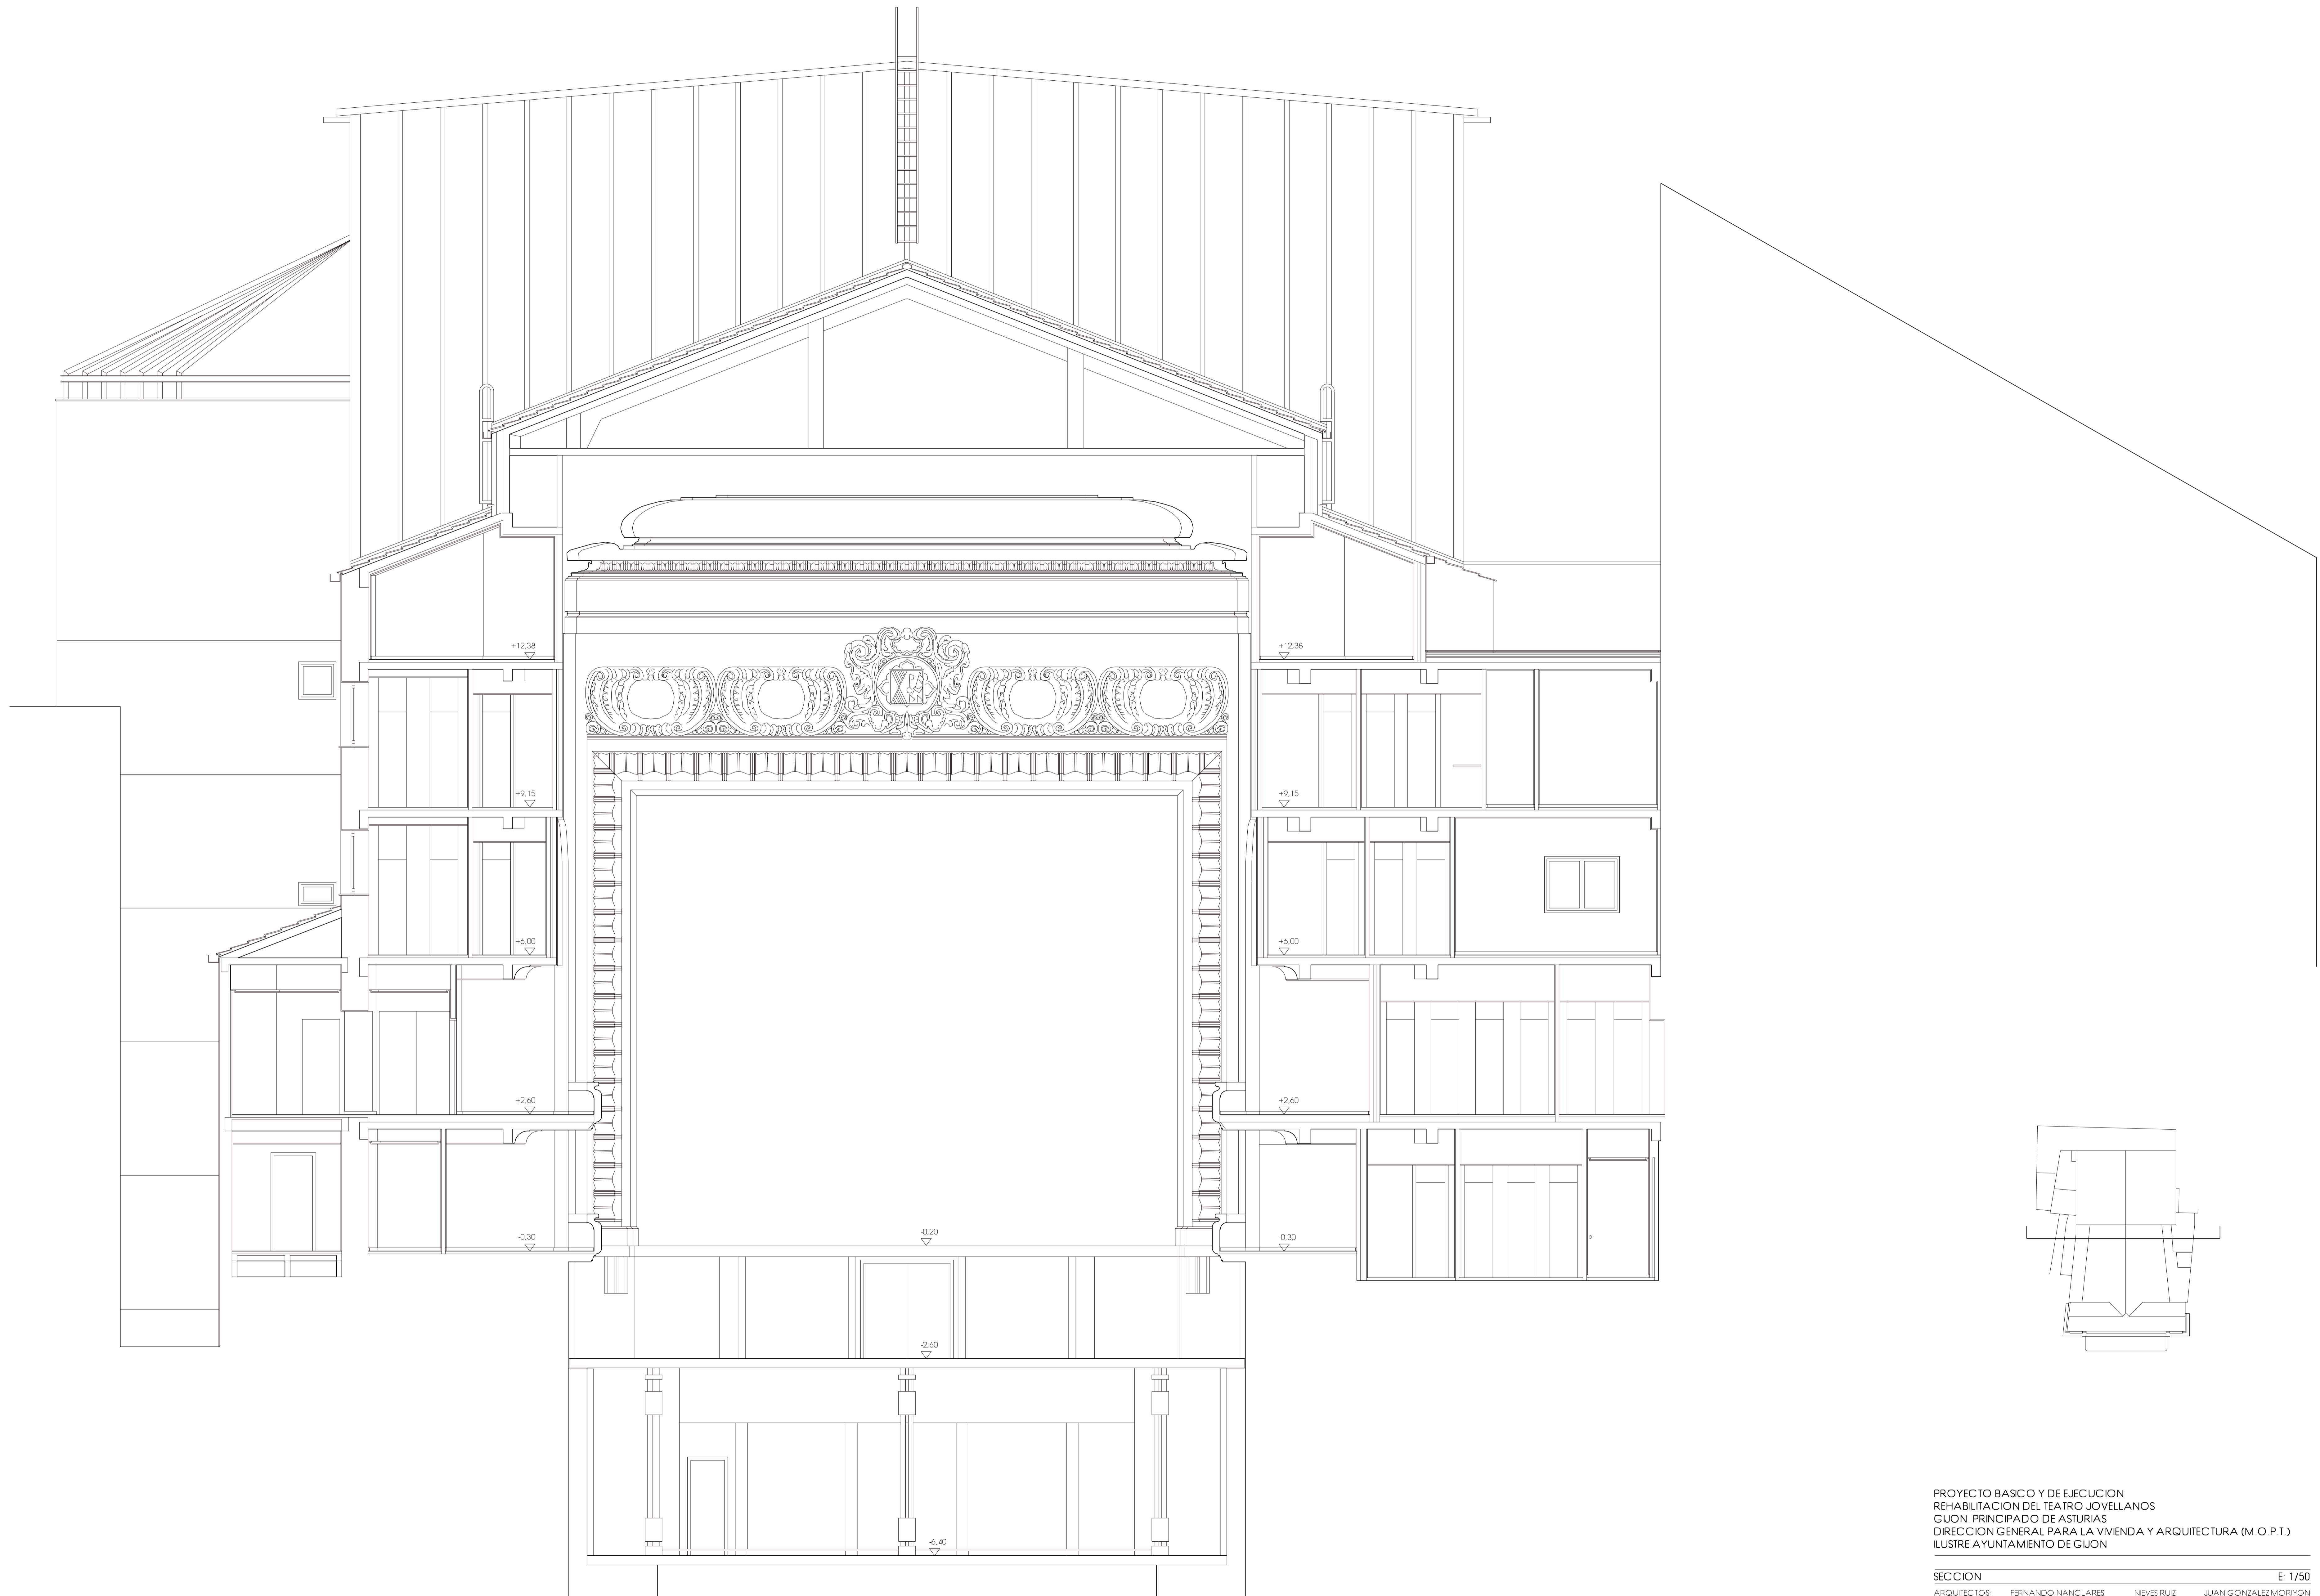 +12,38 +12,38
+9,15 +9,15
+6,00 +6,00
+2,60 +2,60
-0,20
-0,30 -0,30
-2,60
-6,40
PROYECTO BASICO Y DE EJECUCION
REHABILITACION DEL TEATRO JOVELLANOS
GIJON. PRINCIPADO DE ASTURIAS
DIRECCION GENERAL PARA LA VIVIENDA Y ARQUITECTURA (M.O.P.T.)
ILUSTRE AYUNTAMIENTO DE GIJON
SECCION E: 1/50
ARQUITECTOS: FERNANDO NANCLARES NIEVES RUIZ JUAN GONZALEZ MORIYON